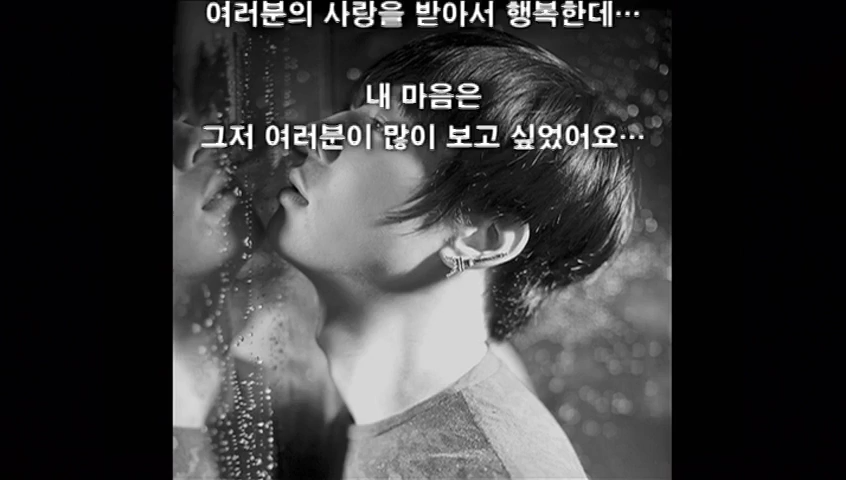 여러분의 사랑을 받아서 행복한데…
내 마음은
그저 여러분이 많이 보고 싶었어요…